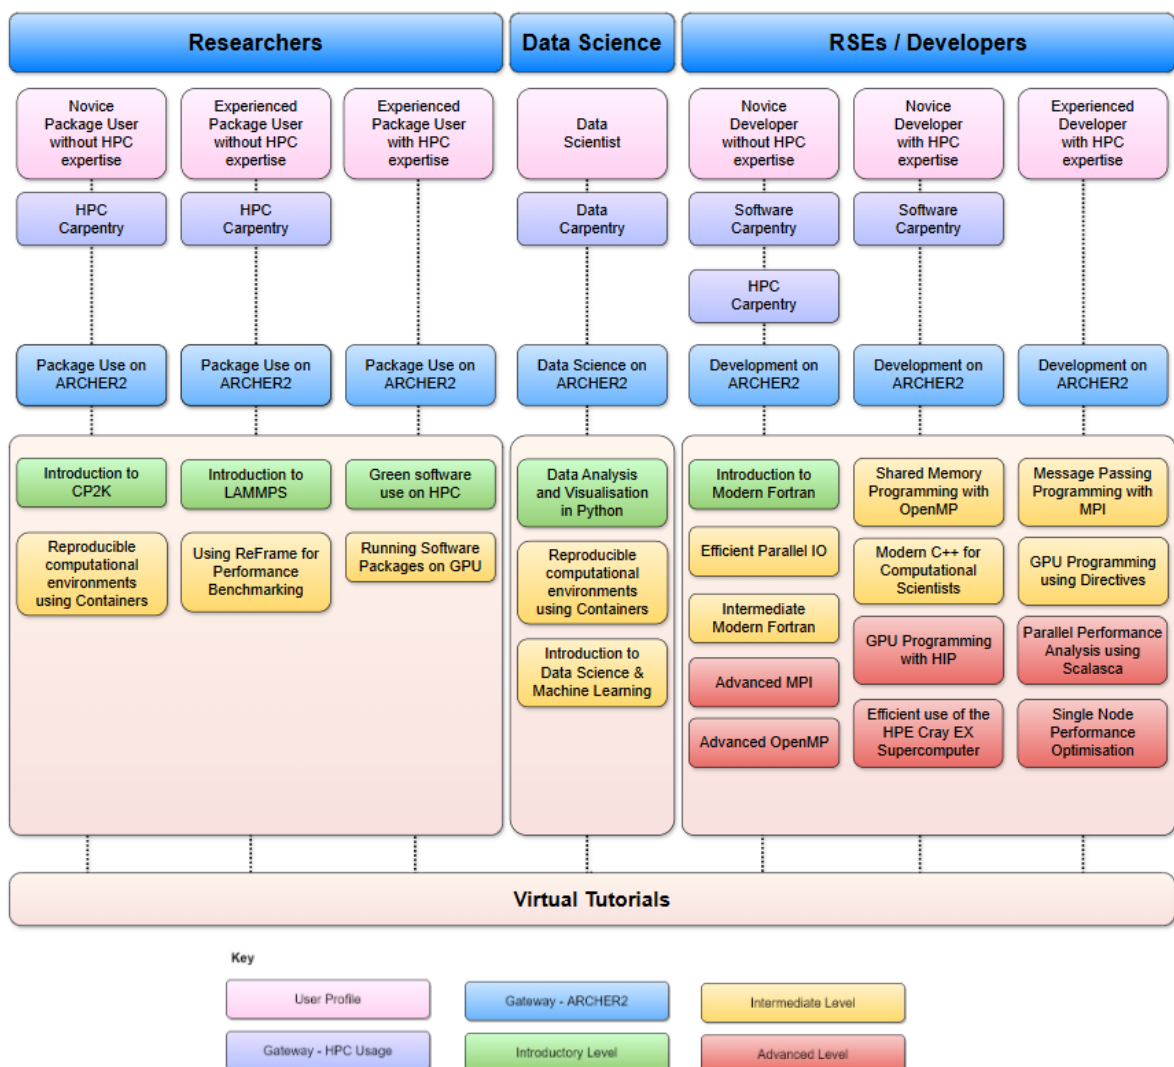 Researchers
Data Science
RSEs / Developers
Novice
Package User
without HPC
expertise
Experienced
Package User
without HPC
expertise
Experienced
Package User
with HPC
expertise
Data
Scientist
Novice
Developer
without HPC
expertise
Novice
Developer
with HPC
expertise
Experienced
Developer
with HPC
expertise
HPC
Carpentry
HPC
Carpentry
Data
Carpentry
Software
Carpentry
Software
Carpentry
HPC
Carpentry
Package Use on
ARCHER2
Package Use on
ARCHER2
Package Use on
ARCHER2
Data Science on
ARCHER2
Development on
ARCHER2
Development on
ARCHER2
Development on
ARCHER2
Introduction to
CP2K
Introduction to
LAMMPS
Green software
use on HPC
Reproducible
computational
environments
using Containers
Using ReFrame for
Performance
Benchmarking
Running Software
Packages on GPU
Data Analysis
and Visualisation
in Python
Reproducible
computational
environments
using Containers
Introduction to
Data Science &
Machine Learning
Introduction to
Modern Fortran
Shared Memory
Programming with
OpenMP
Message Passing
Programming with
MPI
Efficient Parallel IO
Modern C++ for
Computational
Scientists
GPU Programming
using Directives
Intermediate
Modern Fortran
GPU Programming
with HIP
Parallel Performance
Analysis using
Scalasca
Advanced MPI
Advanced OpenMP
Efficient use of the
HPE Cray EX
Supercomputer
Single Node
Performance
Optimisation
Virtual Tutorials
Key
User Profile
Gateway - ARCHER2
Intermediate Level
Gateway - HPC Usage
Introductory Level
Advanced Level